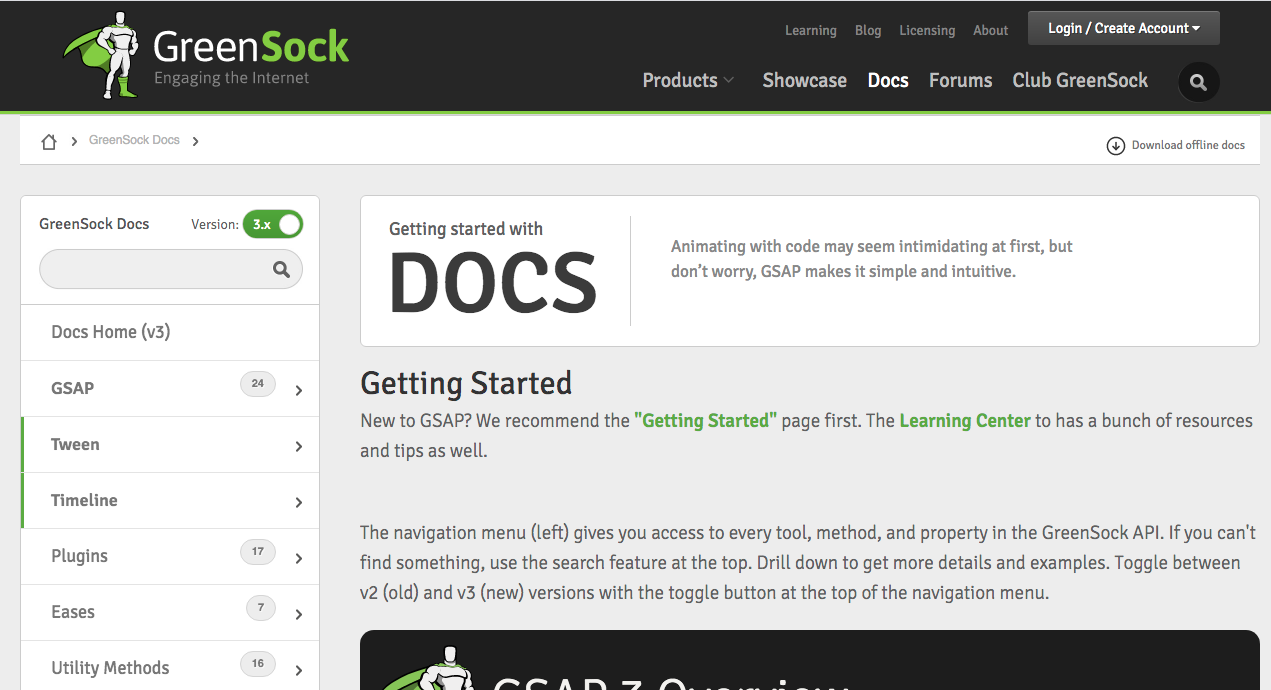 Learning Blog Licensing About Login / Create Account
GreenSock
Engaging the Internet
Products Showcase Docs Forums Club GreenSock
GreenSock Docs
Download offline docs
GreenSock Docs Version: 3.x
Docs Home (v3)
GSAP 24
Tween
Timeline
Plugins 17
Eases 7
Utility Methods 16
Getting started with
DOCS
Animating with code may seem intimidating at first, but
don’t worry, GSAP makes it simple and intuitive.
Getting Started
New to GSAP? We recommend the "Getting Started" page first. The Learning Center to has a bunch of resources
and tips as well.
The navigation menu (left) gives you access to every tool, method, and property in the GreenSock API. If you can't
find something, use the search feature at the top. Drill down to get more details and examples. Toggle between
v2 (old) and v3 (new) versions with the toggle button at the top of the navigation menu.
GSAP 3 Overview